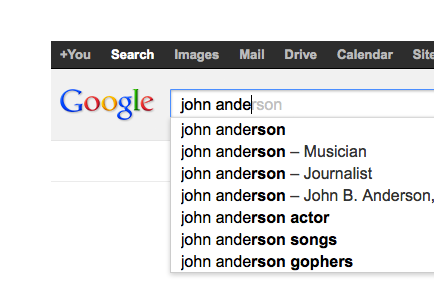 +You Search Images Mail Drive Calendar Site
Google john anderson
john anderson
john anderson – Musician
john anderson – Journalist
john anderson – John B. Anderson,
john anderson actor
john anderson songs
john anderson gophers